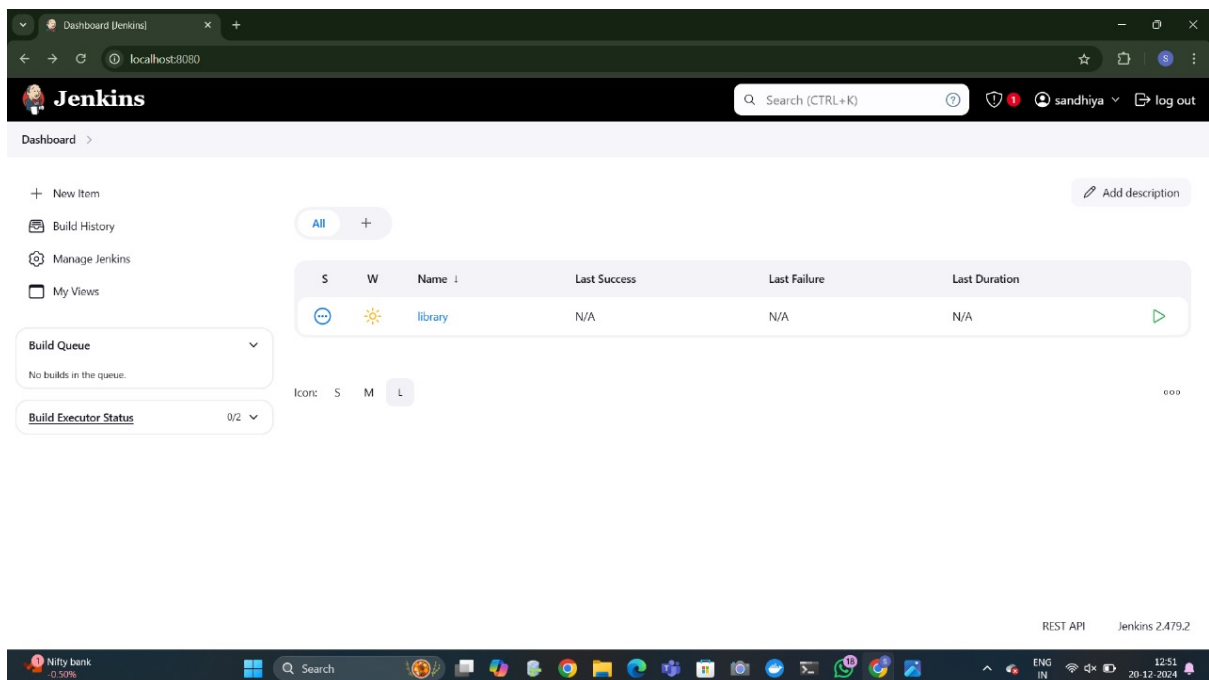 Dashboard [Jenkins]
localhost:8080
S
Jenkins
Search (CTRL+K)
1
sandhiya
log out
Dashboard
New Item
Build History
Manage Jenkins
My Views
Add description
All
S W Name ↓ Last Success Last Failure Last Duration
library N/A N/A N/A
Build Queue
No builds in the queue.
Build Executor Status 0/2
Icon: S M L
REST API Jenkins 2.479.2
1
Nifty bank
-0.50%
Search
18
ENG
IN
12:51
20-12-2024